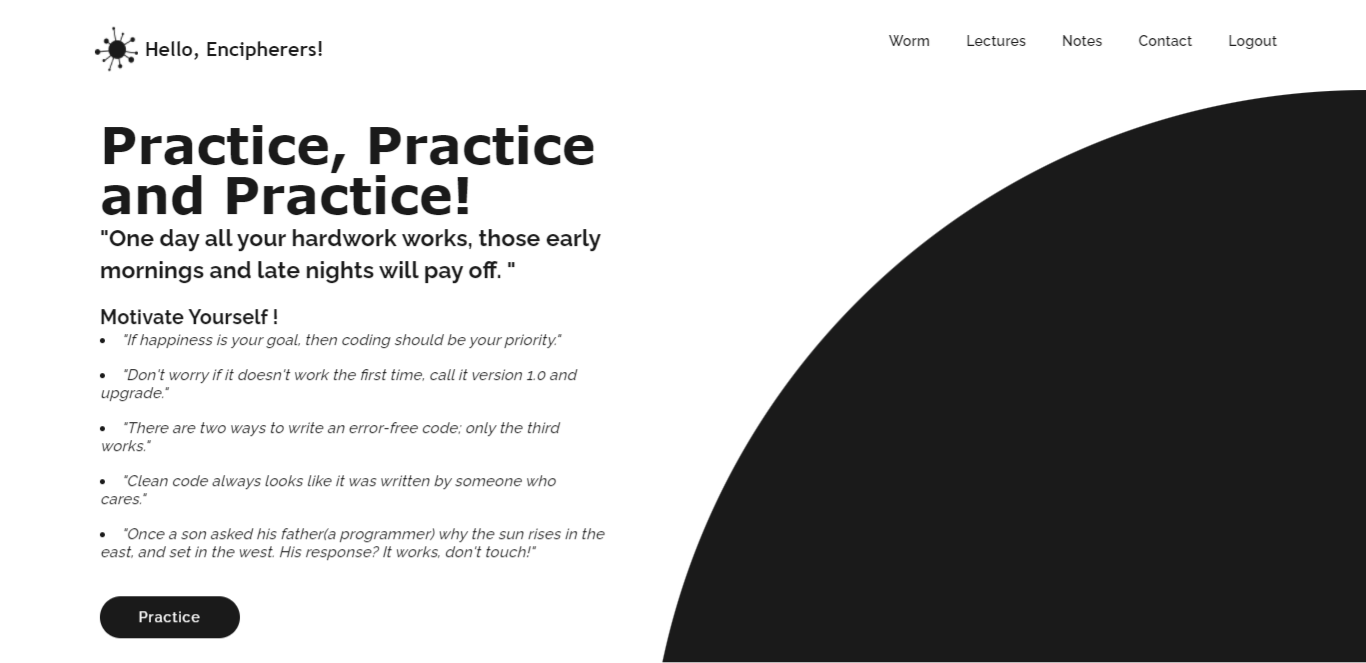 Hello, Encipherers!
Worm Lectures Notes Contact Logout
Practice, Practice
and Practice!
"One day all your hardwork works, those early
mornings and late nights will pay off. "
Motivate Yourself !
• "If happiness is your goal, then coding should be your priority."
• "Don't worry if it doesn't work the first time, call it version 1.0 and
upgrade."
• "There are two ways to write an error-free code; only the third
works."
• "Clean code always looks like it was written by someone who
cares."
• "Once a son asked his father(a programmer) why the sun rises in the
east, and set in the west. His response? It works, don't touch!"
Practice